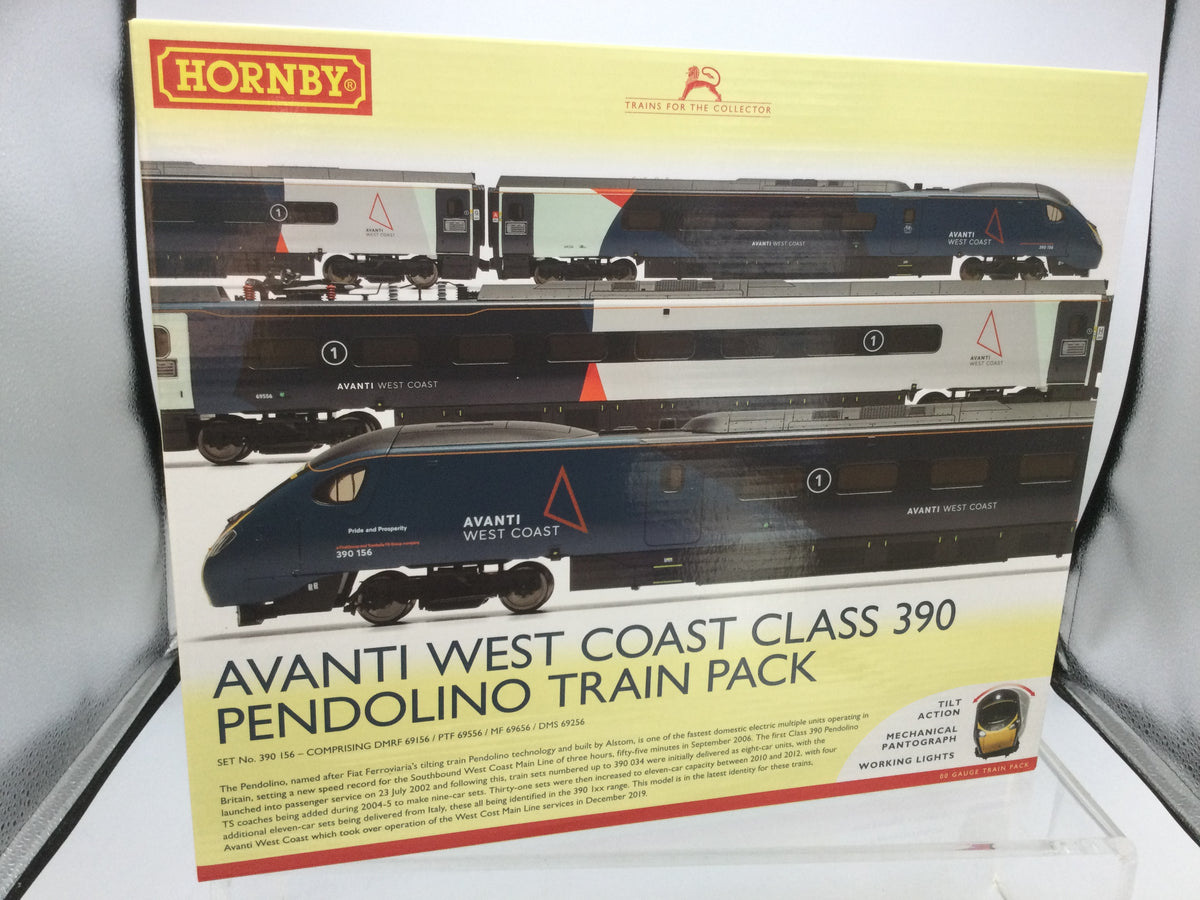 HORNBY®
TRAINS FOR THE COLLECTOR
1
AVANTI
WEST COAST
AVANTI WEST COAST
AVANTI
WEST COAST
390 156
1
1
AVANTI
WEST COAST
69556
AVANTI WEST COAST
1
AVANTI WEST COAST
Pride and Prosperity
390 156
AVANTI
WEST COAST
AVANTI WEST COAST CLASS 390
PENDOLINO TRAIN PACK
SET No. 390 156 – COMPRISING DMRF 69156 / PTF 69556 / MF 69656 / DMS 69256
The Pendolino, named after Fiat Ferroviaria's tilting train Pendolino technology and built by Alstom, is one of the fastest domestic electric multiple units operating in
Britain, setting a new speed record for the Southbound West Coast Main Line of three hours, fifty-five minutes in September 2006. The first Class 390 Pendolino
launched into passenger service on 23 July 2002 and following this, train sets numbered up to 390 034 were initially delivered as eight-car units, with the
TS coaches being added during 2004-5 to make nine-car sets. Thirty-one sets were then increased to eleven-car capacity between 2010 and 2012, with four
additional eleven-car sets being delivered from Italy, these all being identified in the 390 1xx range. This model is in the latest identity for these trains,
Avanti West Coast which took over operation of the West Cost Main Line services in December 2019.
TILT
ACTION
MECHANICAL
PANTOGRAPH
WORKING LIGHTS
00 GAUGE TRAIN PACK